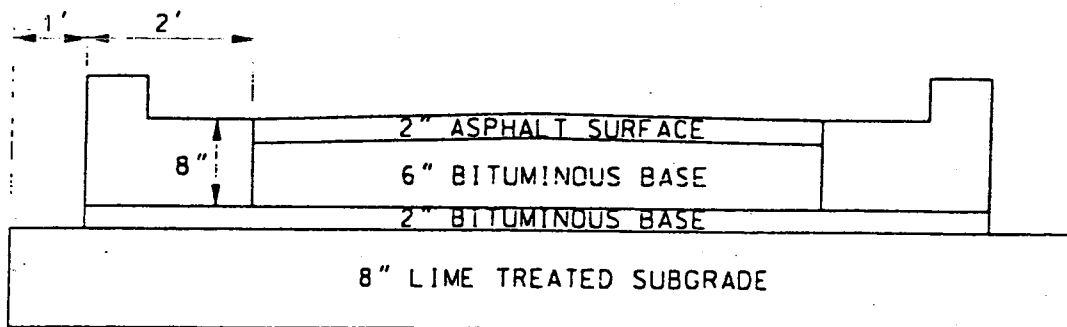 1' 2'
2" ASPHALT SURFACE
8"
6" BITUMINOUS BASE
2" BITUMINOUS BASE
8" LIME TREATED SUBGRADE